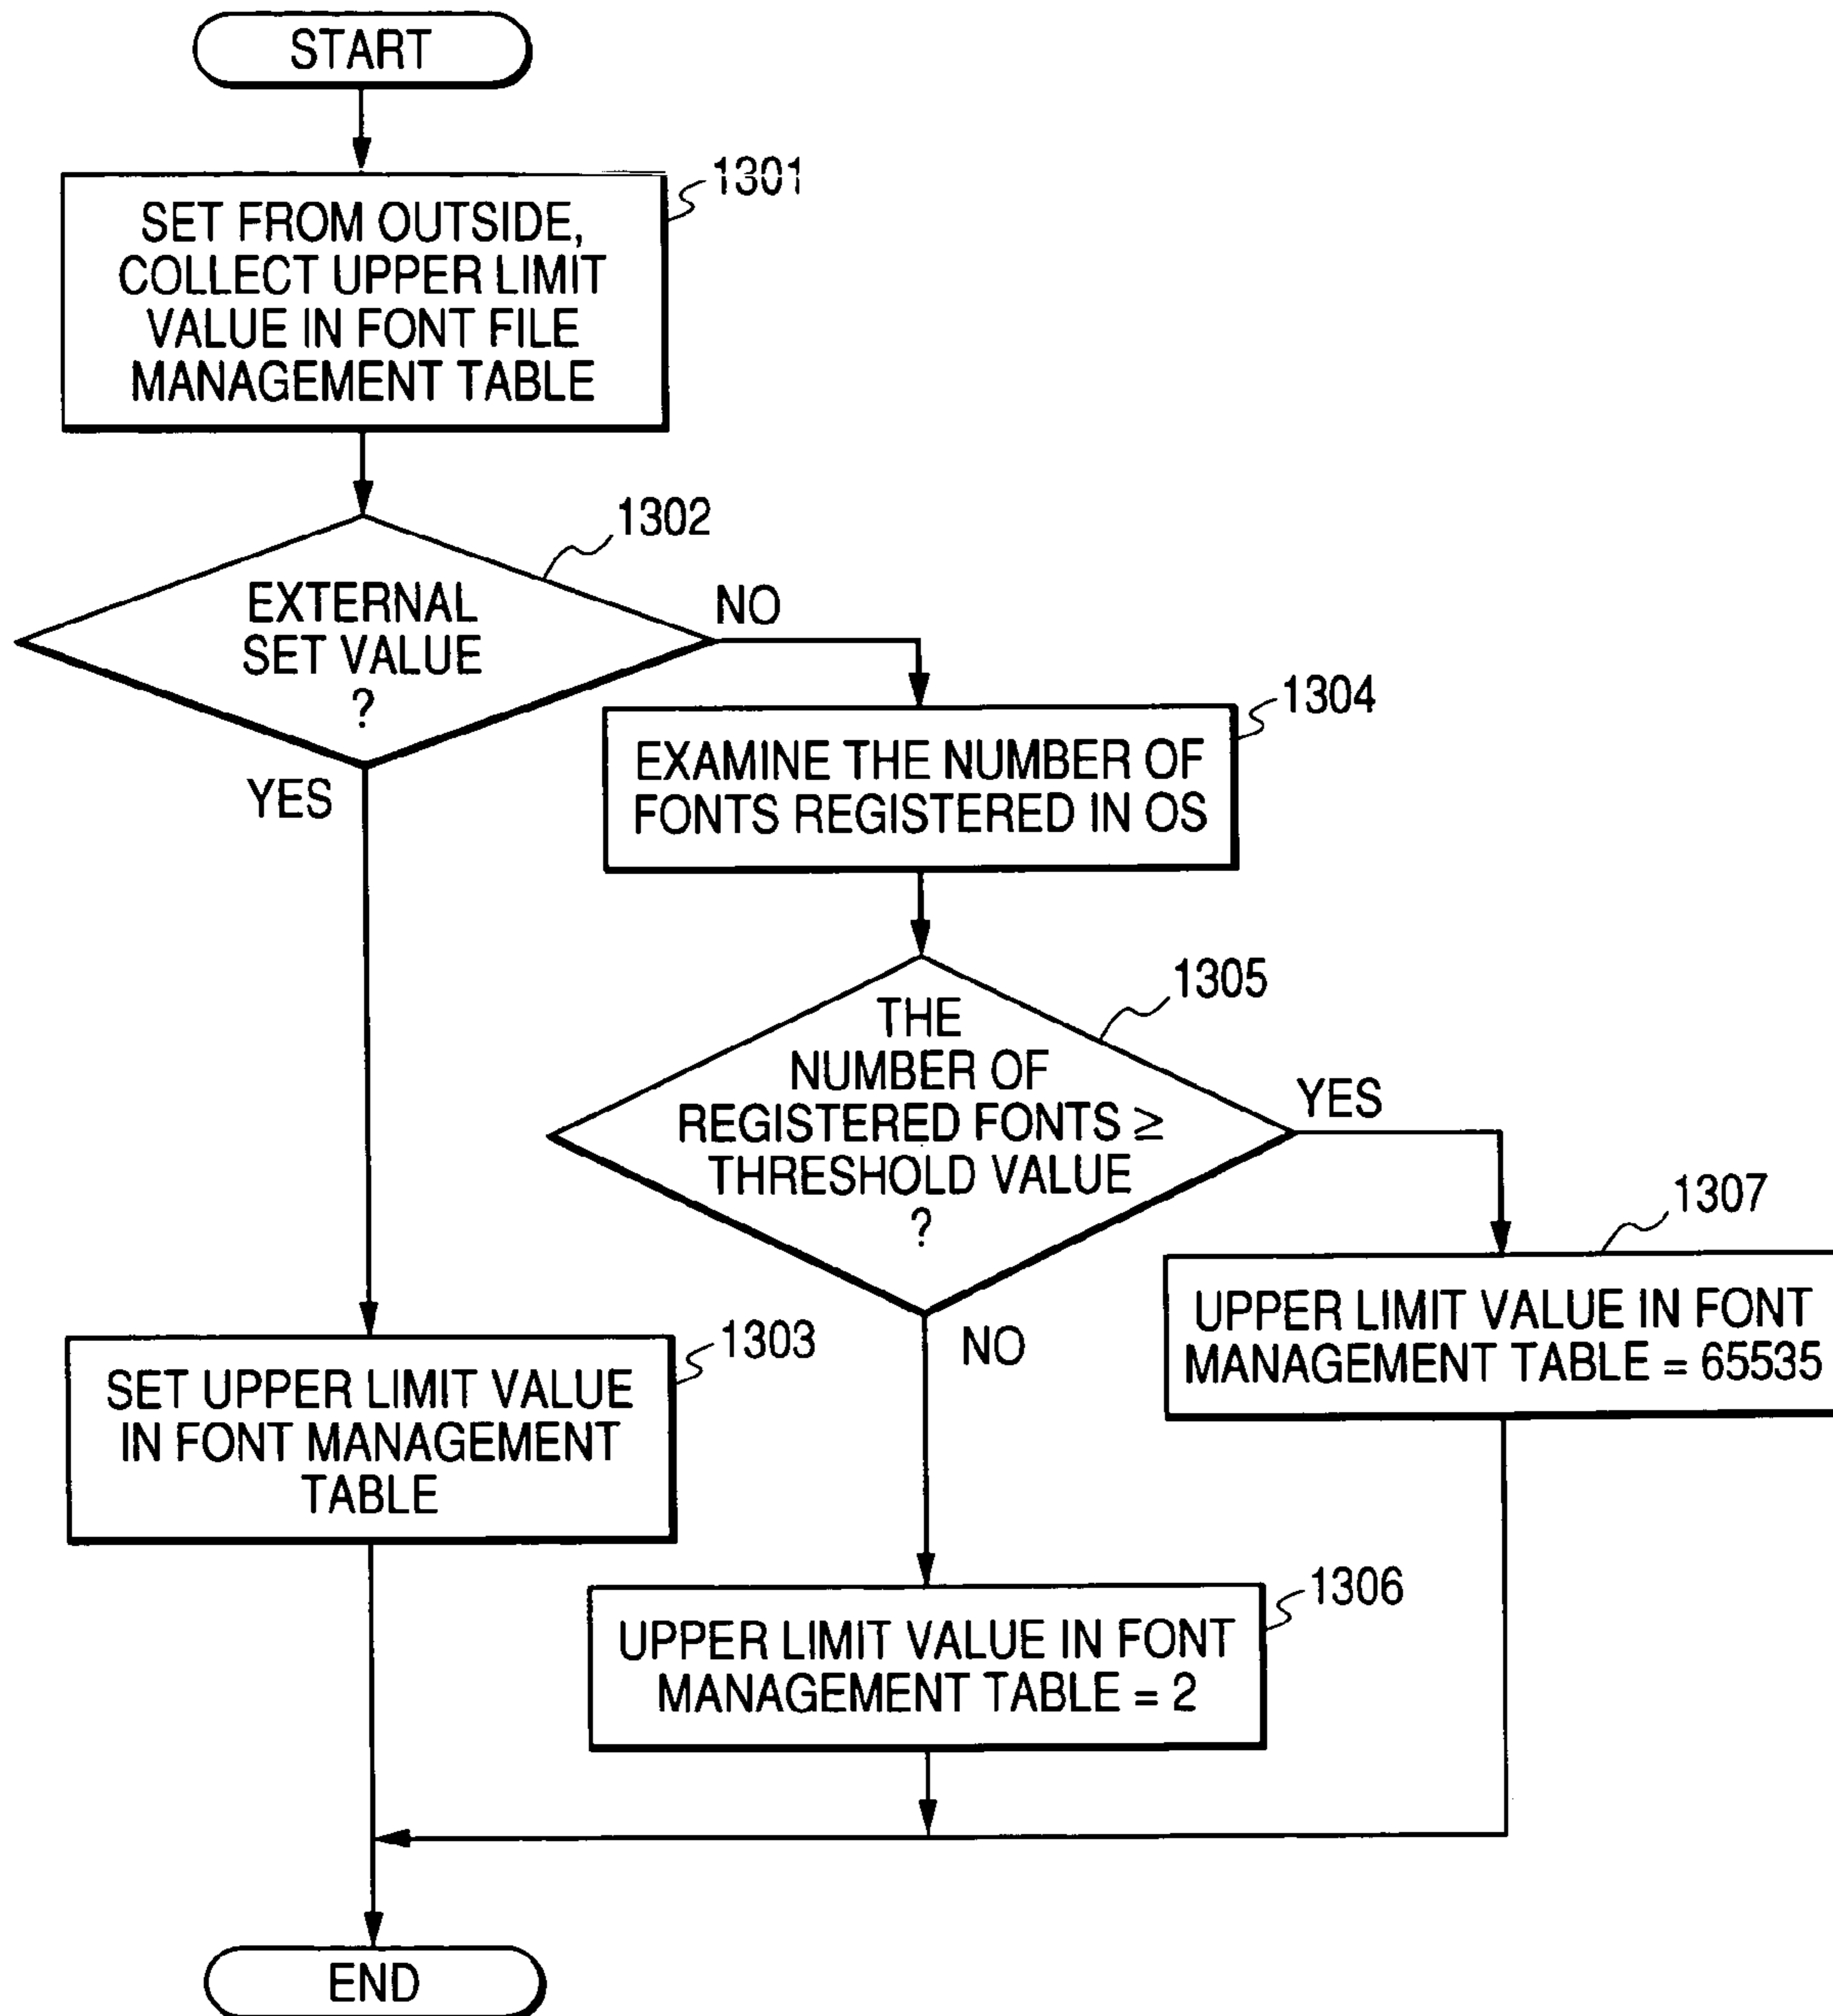 START
1301
SET FROM OUTSIDE,
COLLECT UPPER LIMIT
VALUE IN FONT FILE
MANAGEMENT TABLE
1302
EXTERNAL
SET VALUE
?
NO
YES
1304
EXAMINE THE NUMBER OF
FONTS REGISTERED IN OS
1305
THE
NUMBER OF
REGISTERED FONTS ≥
THRESHOLD VALUE
?
YES
NO
1307
UPPER LIMIT VALUE IN FONT
MANAGEMENT TABLE = 65535
1303
SET UPPER LIMIT VALUE
IN FONT MANAGEMENT
TABLE
1306
UPPER LIMIT VALUE IN FONT
MANAGEMENT TABLE = 2
END